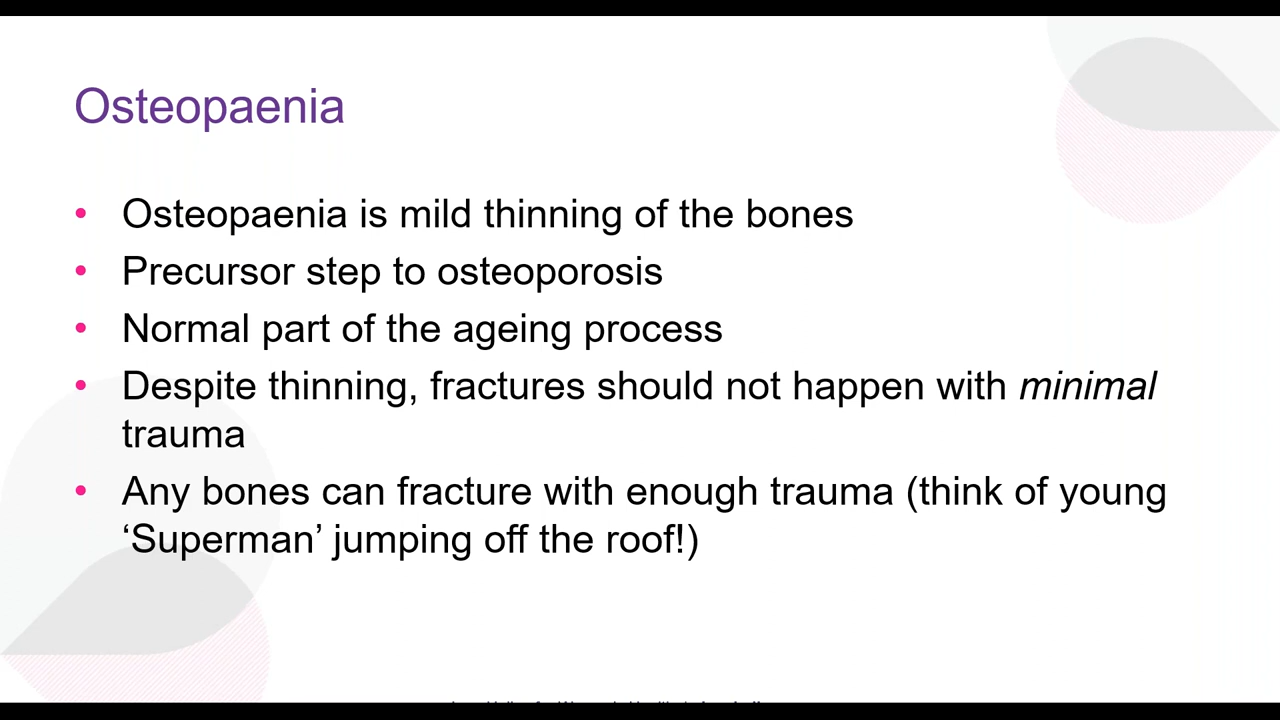 Osteopaenia
• Osteopaenia is mild thinning of the bones
• Precursor step to osteoporosis
• Normal part of the ageing process
• Despite thinning, fractures should not happen with minimal
trauma
• Any bones can fracture with enough trauma (think of young
‘Superman’ jumping off the roof!)